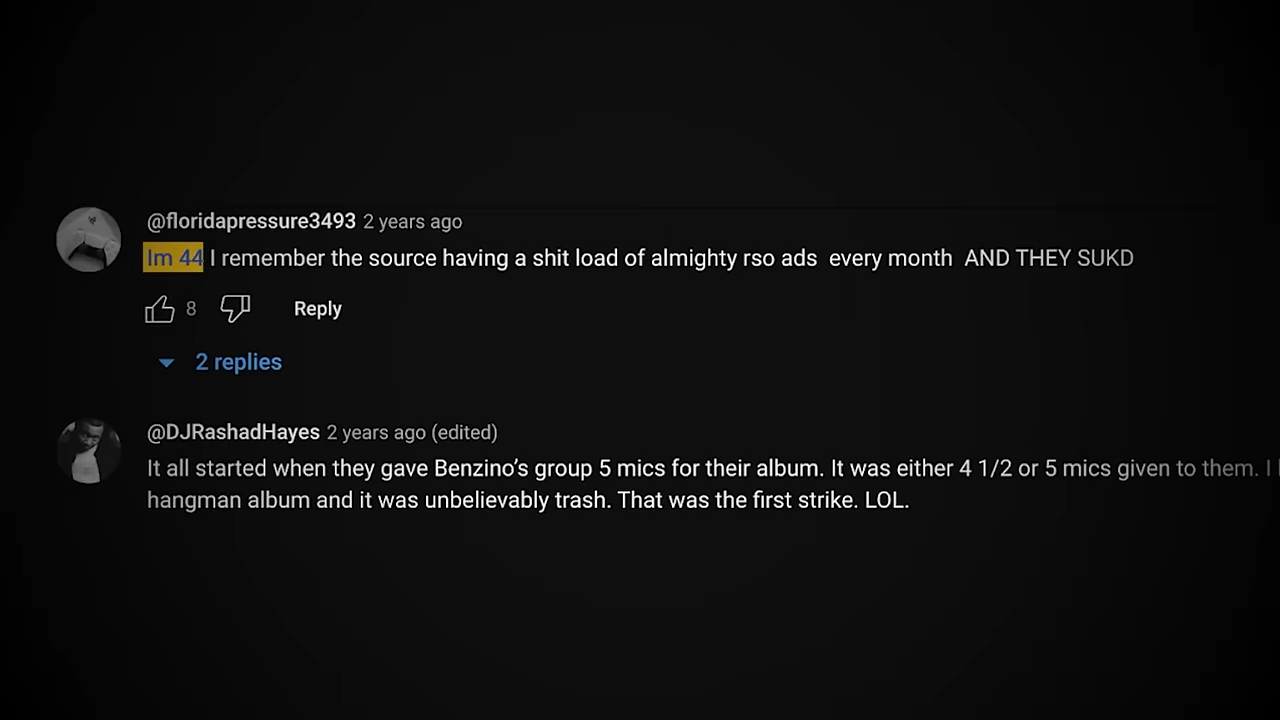 @floridapressure3493 2 years ago
Im 44 I remember the source having a shit load of almighty rso ads every month AND THEY SUKD
8 Reply
2 replies
@DJRashadHayes 2 years ago (edited)
It all started when they gave Benzino’s group 5 mics for their album. It was either 4 1/2 or 5 mics given to them. I
hangman album and it was unbelievably trash. That was the first strike. LOL.